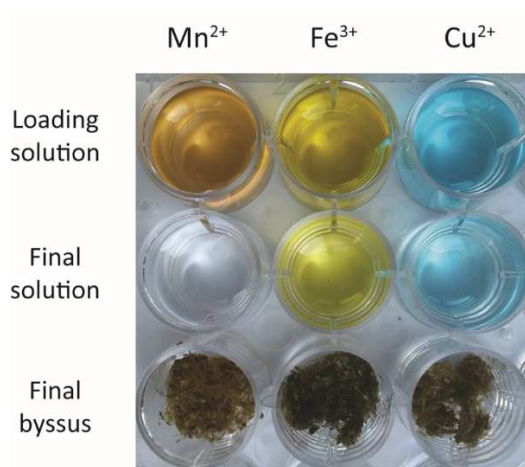 Mn²⁺ Fe³⁺ Cu²⁺
Loading
solution
Final
solution
Final
byssus